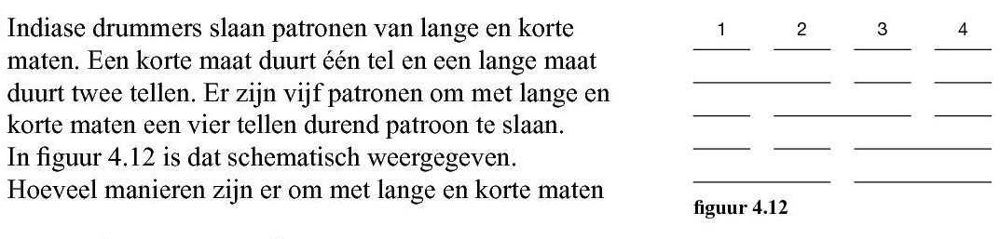 Indiase drummers slaan patronen van lange en korte
maten. Een korte maat duurt één tel en een lange maat
duurt twee tellen. Er zijn vijf patronen om met lange en
korte maten een vier tellen durend patroon te slaan.
In figuur 4.12 is dat schematisch weergegeven.
Hoeveel manieren zijn er om met lange en korte maten
1 2 3 4
figuur 4.12